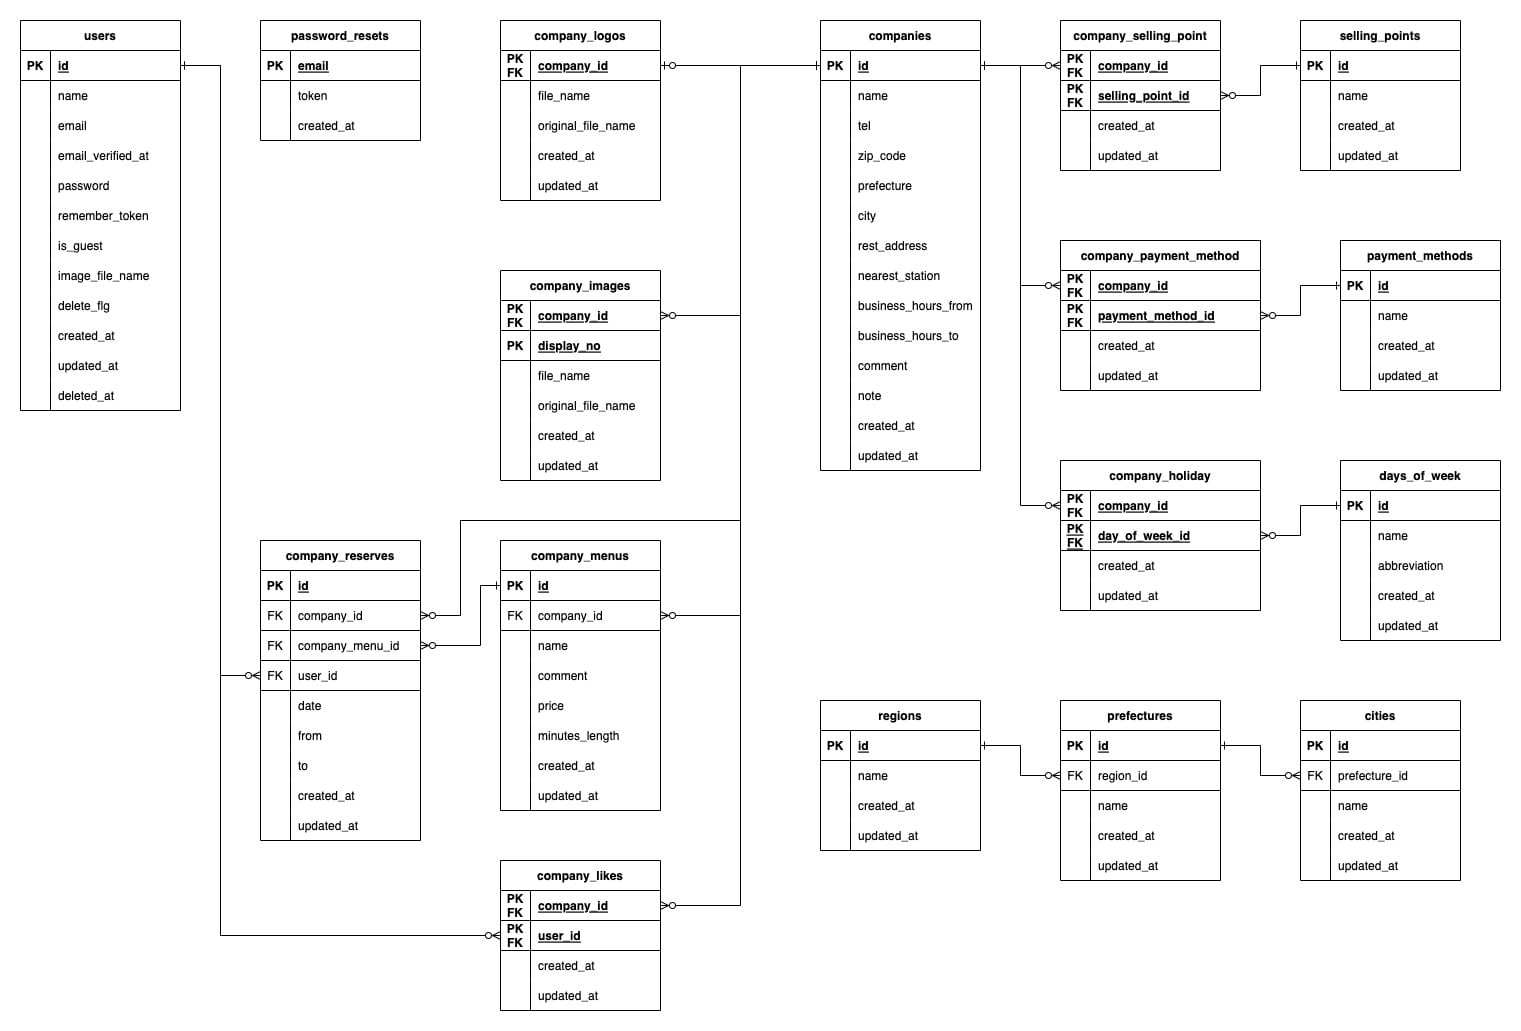 users
PK id
name
email
email_verified_at
password
remember_token
is_guest
image_file_name
delete_flg
created_at
updated_at
deleted_at
password_resets
PK email
token
created_at
company_logos
PK
FK
company_id
file_name
original_file_name
created_at
updated_at
companies
PK id
name
tel
zip_code
prefecture
city
rest_address
nearest_station
business_hours_from
business_hours_to
comment
note
created_at
updated_at
company_selling_point
PK
FK
company_id
PK
FK
selling_point_id
created_at
updated_at
selling_points
PK id
name
created_at
updated_at
company_images
PK
FK
company_id
PK display_no
file_name
original_file_name
created_at
updated_at
company_payment_method
PK
FK
company_id
PK
FK
payment_method_id
created_at
updated_at
payment_methods
PK id
name
created_at
updated_at
company_holiday
PK
FK
company_id
PK
FK
day_of_week_id
created_at
updated_at
days_of_week
PK id
name
abbreviation
created_at
updated_at
company_reserves
PK id
FK company_id
FK company_menu_id
FK user_id
date
from
to
created_at
updated_at
company_menus
PK id
FK company_id
name
comment
price
minutes_length
created_at
updated_at
regions
PK id
name
created_at
updated_at
prefectures
PK id
FK region_id
name
created_at
updated_at
cities
PK id
FK prefecture_id
name
created_at
updated_at
company_likes
PK
FK
company_id
PK
FK
user_id
created_at
updated_at